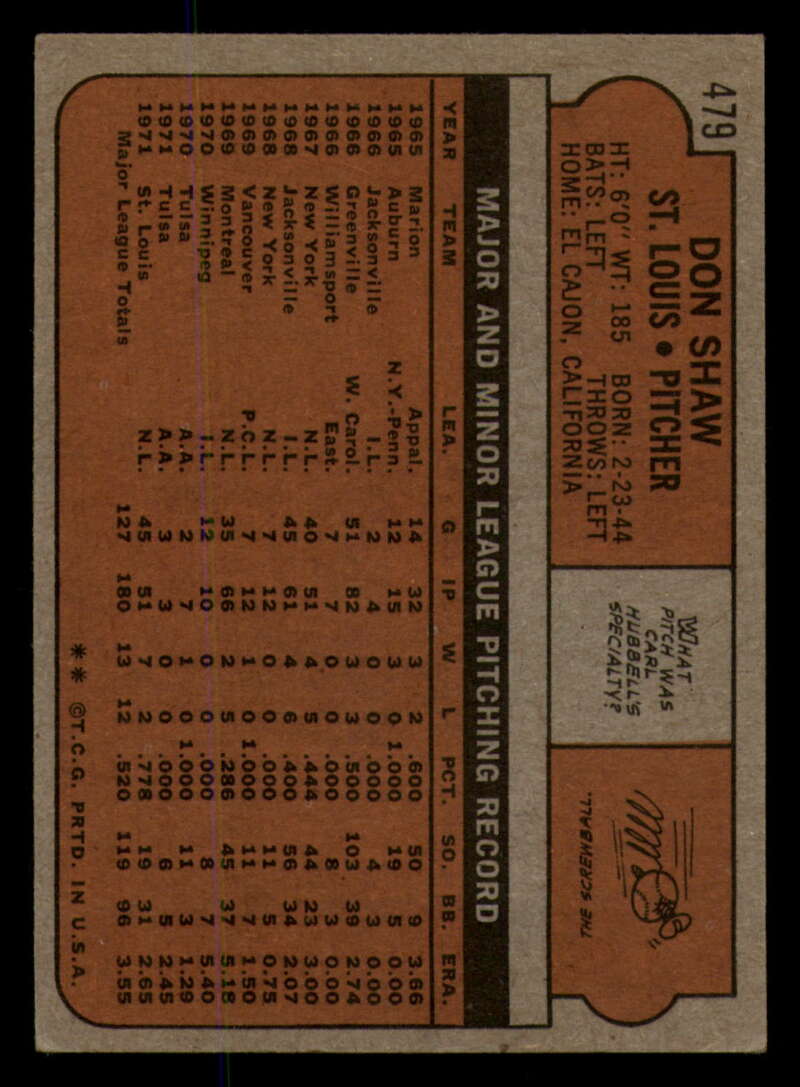 479
DON SHAW
ST. LOUIS • PITCHER
HT: 6'0" WT: 185 BORN: 2-23-44
BATS: LEFT THROWS: LEFT
HOME: EL CAJON, CALIFORNIA
WHAT
PITCH WAS
CARL
HUBBELL'S
SPECIALTY?
THE SCREWBALL.
MAJOR AND MINOR LEAGUE PITCHING RECORD
YEAR TEAM LEA. G IP W L PCT. SO. BB. ERA.
1965 Marion Appal. 14 32 3 2 .600 50 9 3.66
1965 Auburn N.Y.-Penn. 12 15 3 0 1.000 19 5 0.00
1966 Jacksonville I.L. 2 4 0 0 .000 4 3 0.00
1966 Greenville W. Carol. 51 82 3 3 .500 103 39 2.74
1966 Williamsport East. 7 7 0 0 .000 8 3 0.00
1967 New York N.L. 40 51 4 5 .444 44 23 3.00
1968 Jacksonville I.L. 45 61 4 6 .400 56 34 2.07
1968 New York N.L. 7 12 0 0 .000 11 5 0.75
1969 Vancouver P.C.L. 7 12 1 0 1.000 11 7 1.50
1969 Montreal N.L. 35 66 2 5 .286 45 37 5.18
1970 Winnipeg I.L. 12 10 0 0 .000 8 7 5.40
1970 Tulsa A.A. 2 7 1 0 1.000 11 3 1.29
1971 Tulsa A.A. 3 3 0 0 .000 6 5 2.45
1971 St. Louis N.L. 45 51 7 2 .778 19 31 2.65
Major League Totals 127 180 13 12 .520 119 96 3.55
** ©T.C.G. PRTD. IN U.S.A.